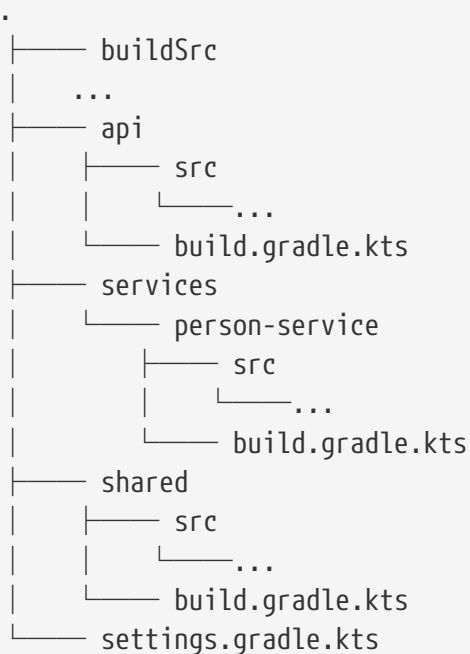 .
├── buildSrc
│   ...
├── api
│   ├── src
│   │   └──...
│   └── build.gradle.kts
├── services
│   └── person-service
│       ├── src
│       │   └──...
│       └── build.gradle.kts
├── shared
│   ├── src
│   │   └──...
│   └── build.gradle.kts
└── settings.gradle.kts